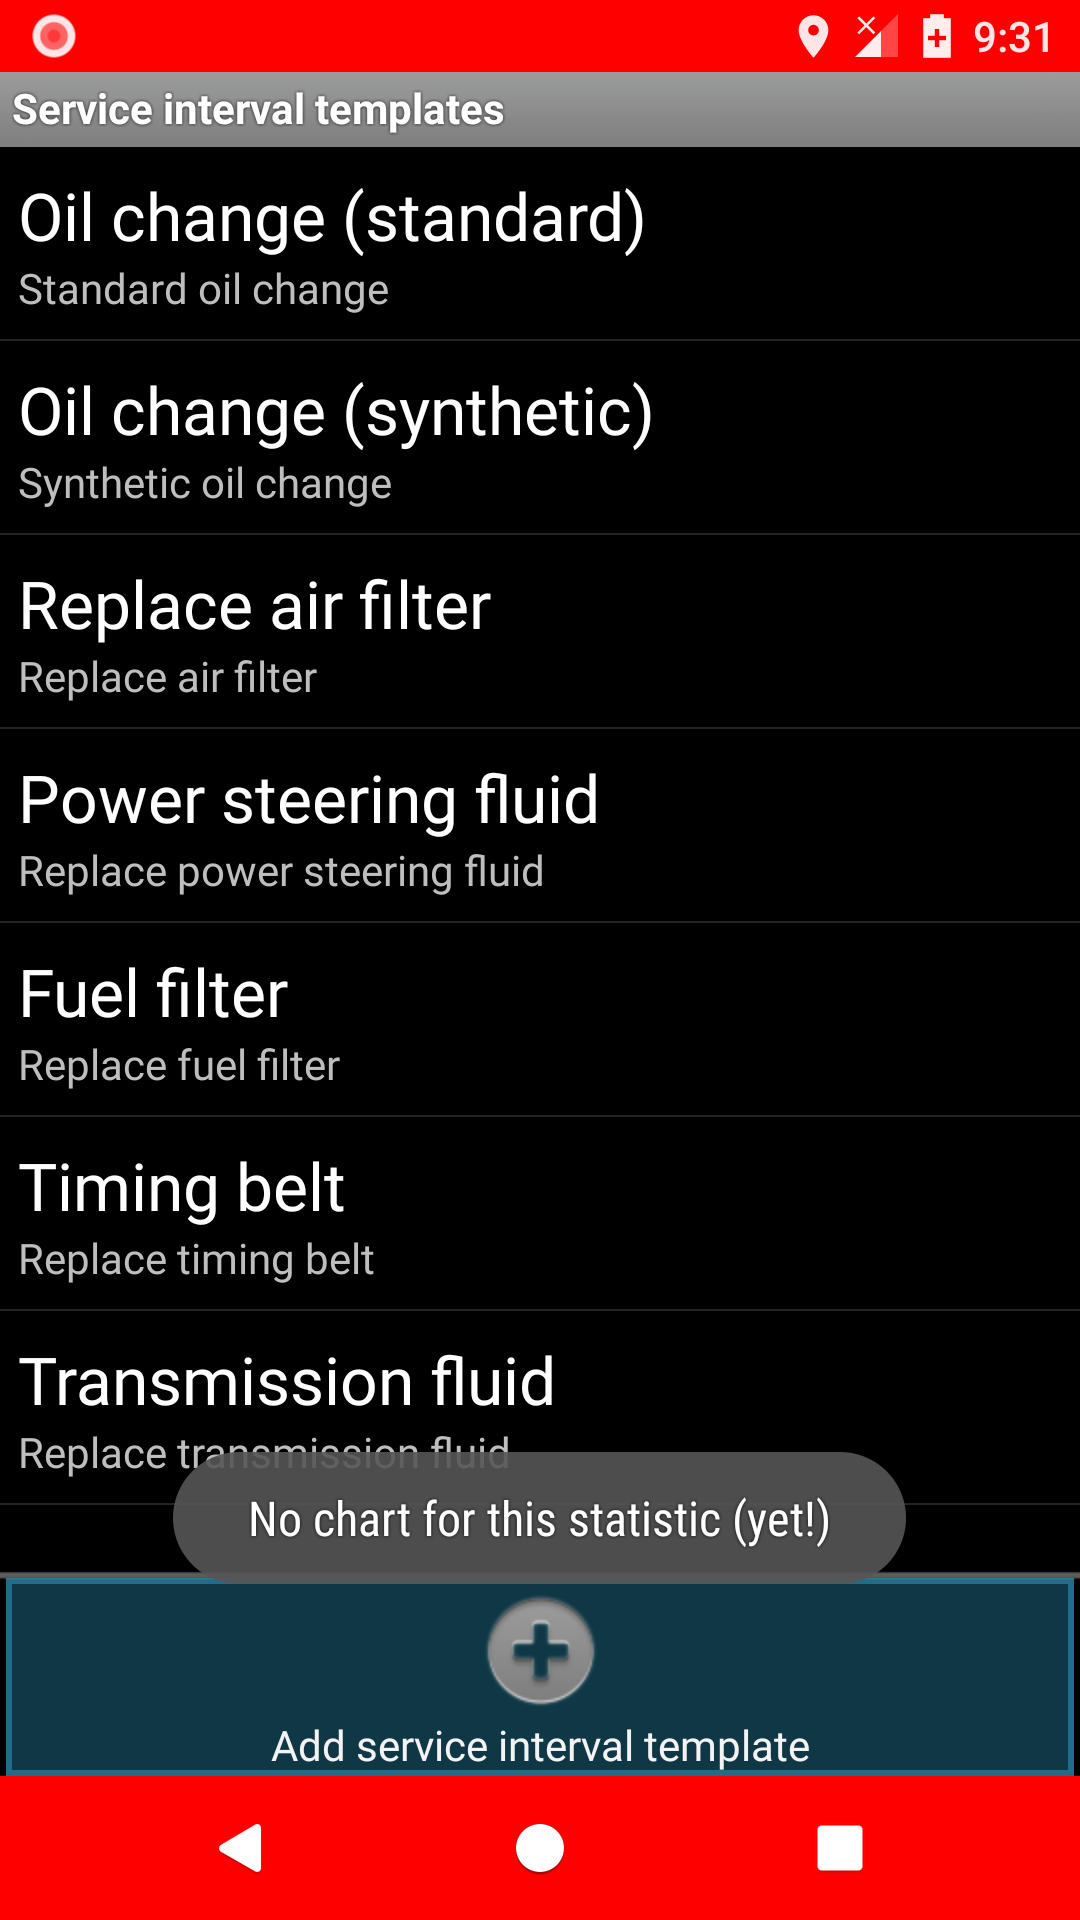 9:31
Service interval templates
Oil change (standard)
Standard oil change
Oil change (synthetic)
Synthetic oil change
Replace air filter
Replace air filter
Power steering fluid
Replace power steering fluid
Fuel filter
Replace fuel filter
Timing belt
Replace timing belt
Transmission fluid
Replace transmission fluid
No chart for this statistic (yet!)
Add service interval template